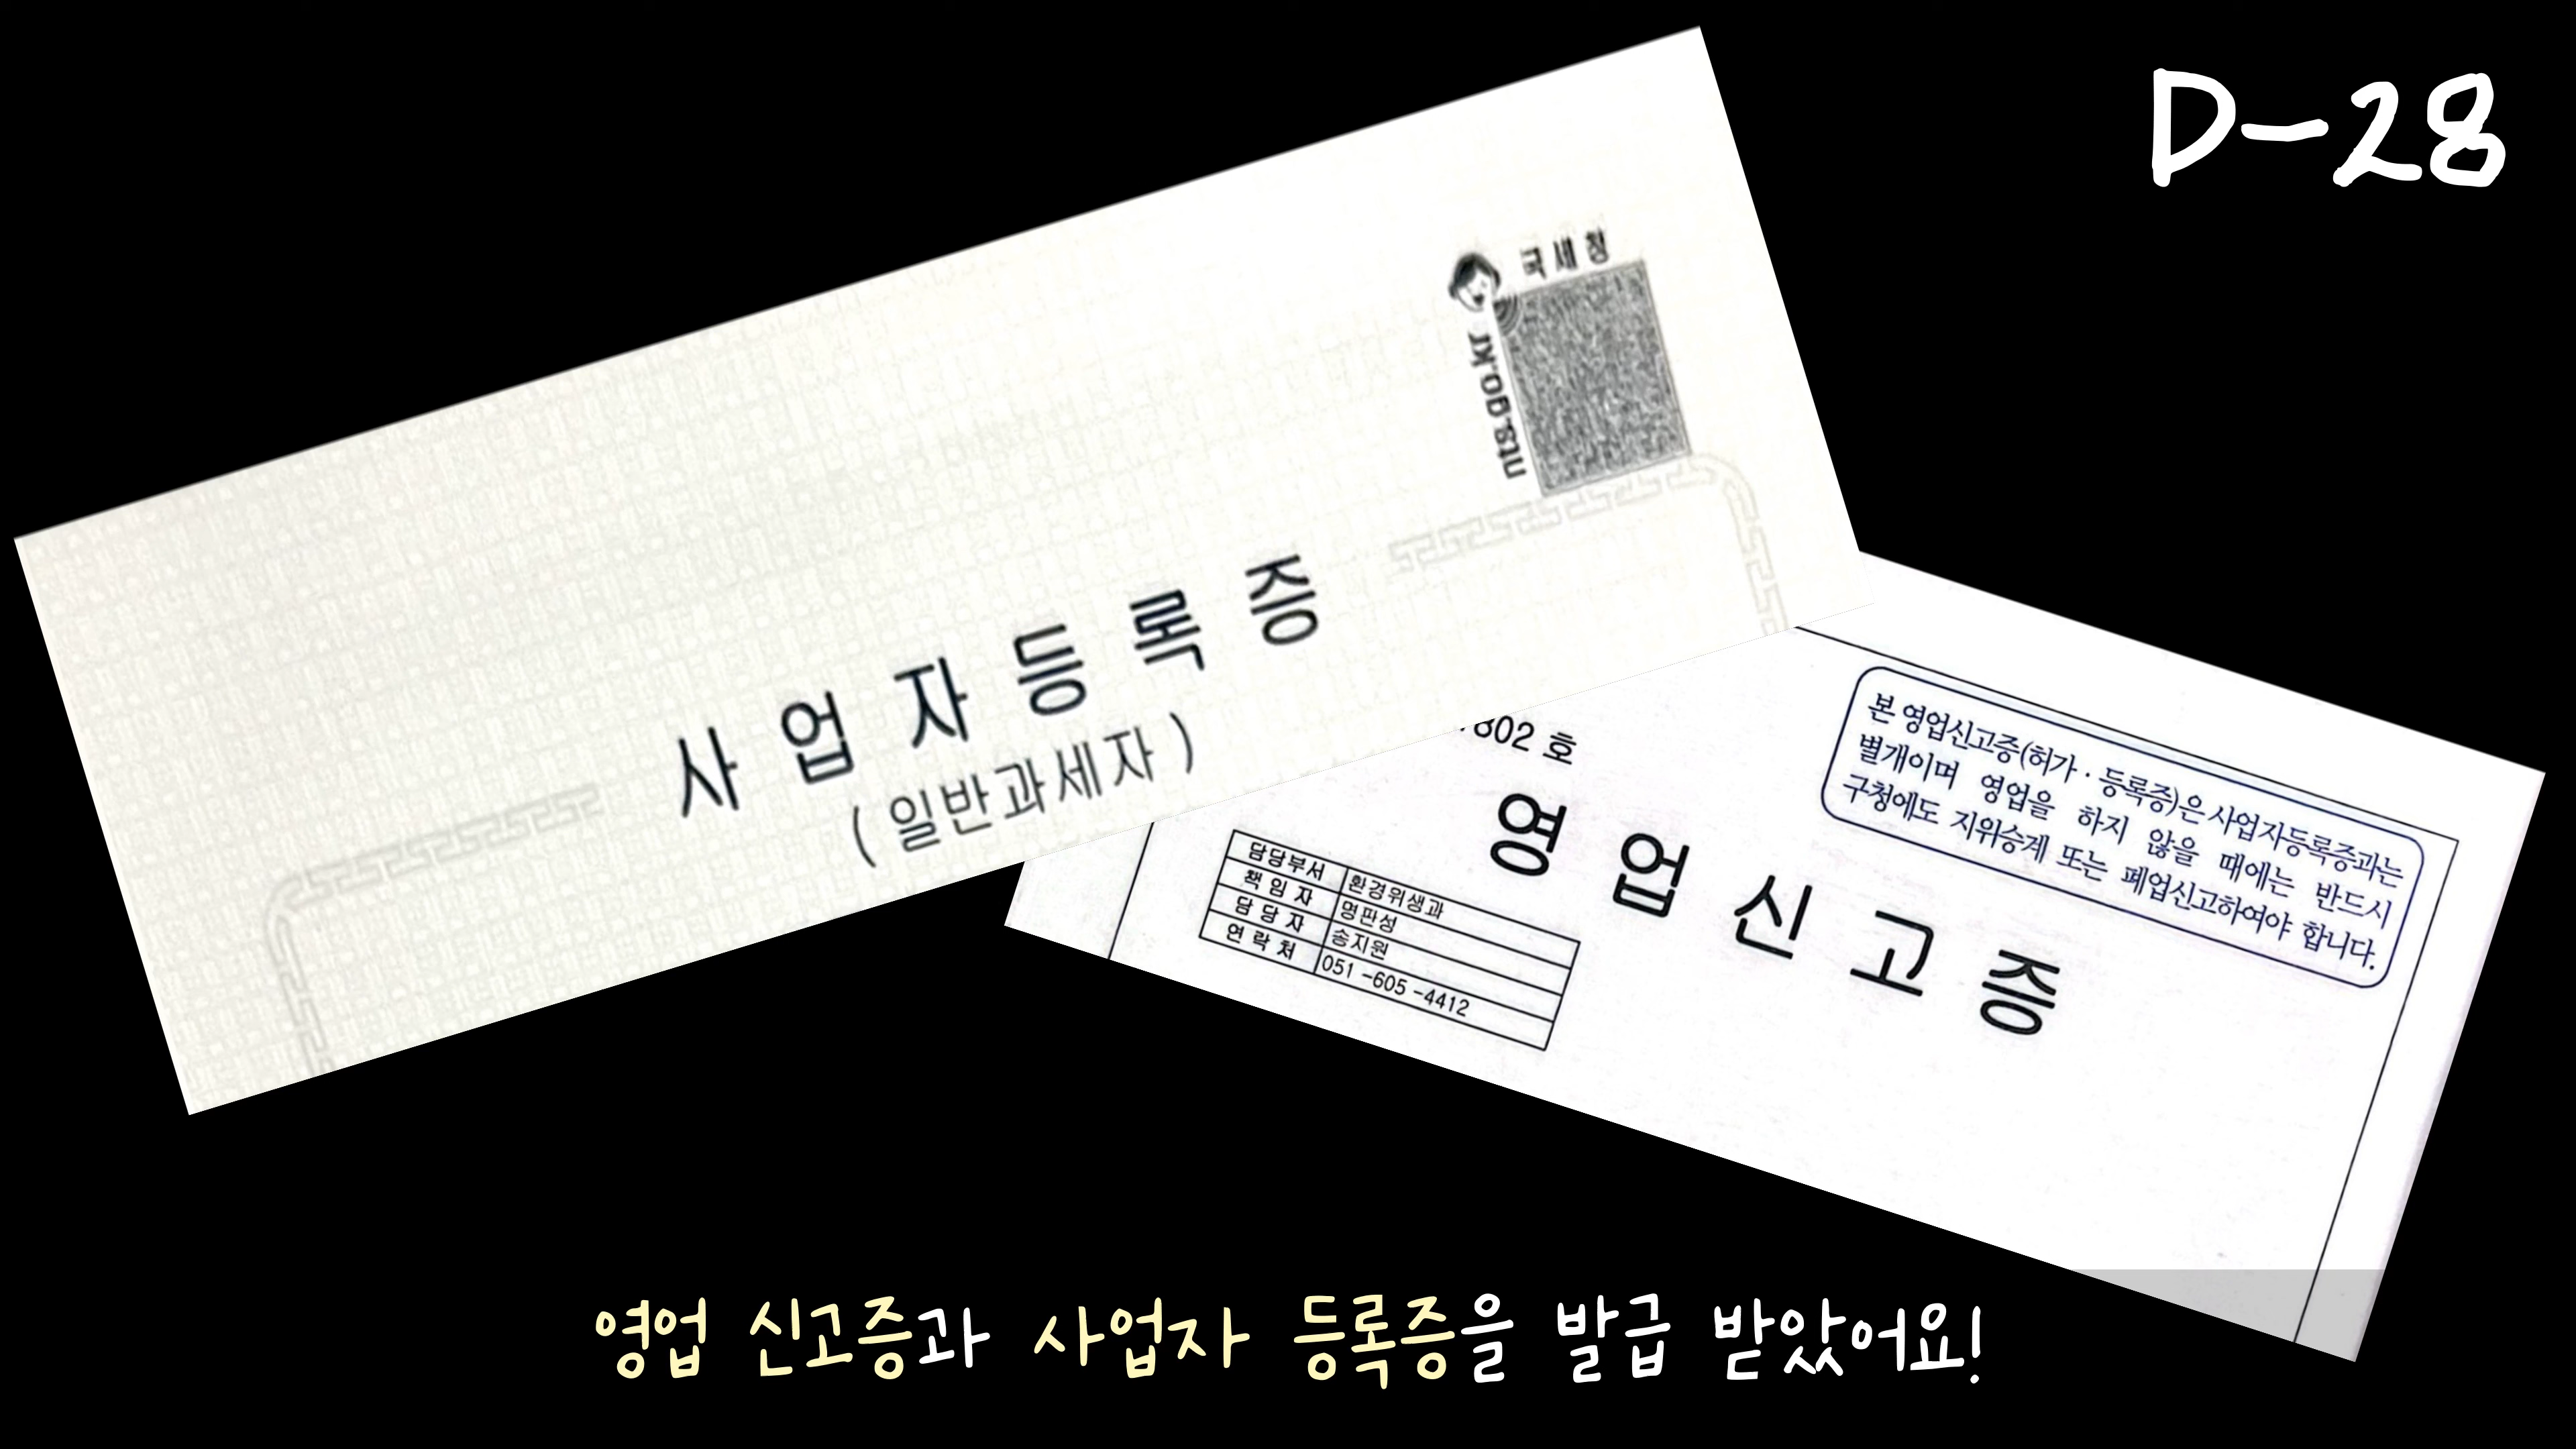 D-28
국세청
nts.go.kr
사업자등록증
(일반과세자)
802 호
본 영업신고증(허가·등록증)은 사업자등록증과는
별개이며 영업을 하지 않을 때에는 반드시
구청에도 지위승계 또는 폐업신고하여야 합니다.
영업신고증
담당부서 환경위생과
책임자 명판성
담당자 송지원
연락처 051-605-4412
영업 신고증과 사업자 등록증을 발급 받았어요!